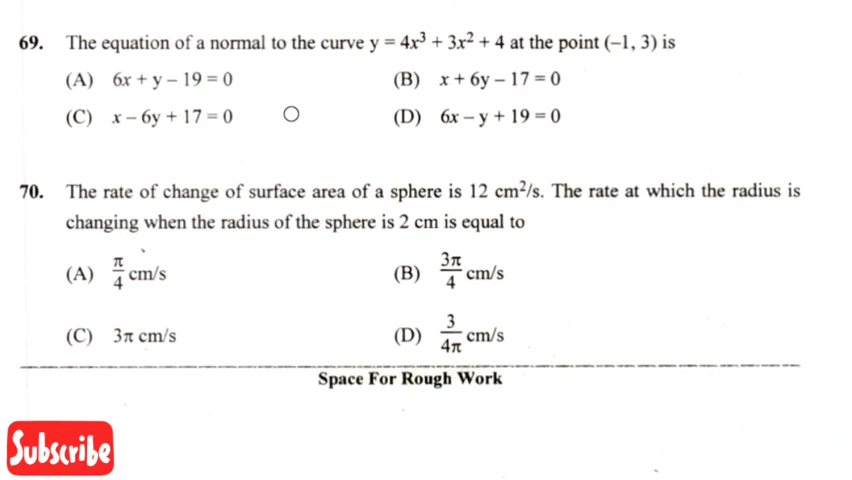 69. The equation of a normal to the curve y = 4x³ + 3x² + 4 at the point (–1, 3) is
(A) 6x + y – 19 = 0 (B) x + 6y – 17 = 0
(C) x – 6y + 17 = 0 (D) 6x – y + 19 = 0
70. The rate of change of surface area of a sphere is 12 cm²/s. The rate at which the radius is
changing when the radius of the sphere is 2 cm is equal to
(A) π/4 cm/s (B) 3π/4 cm/s
(C) 3π cm/s (D) 3/4π cm/s
Space For Rough Work
Subscribe